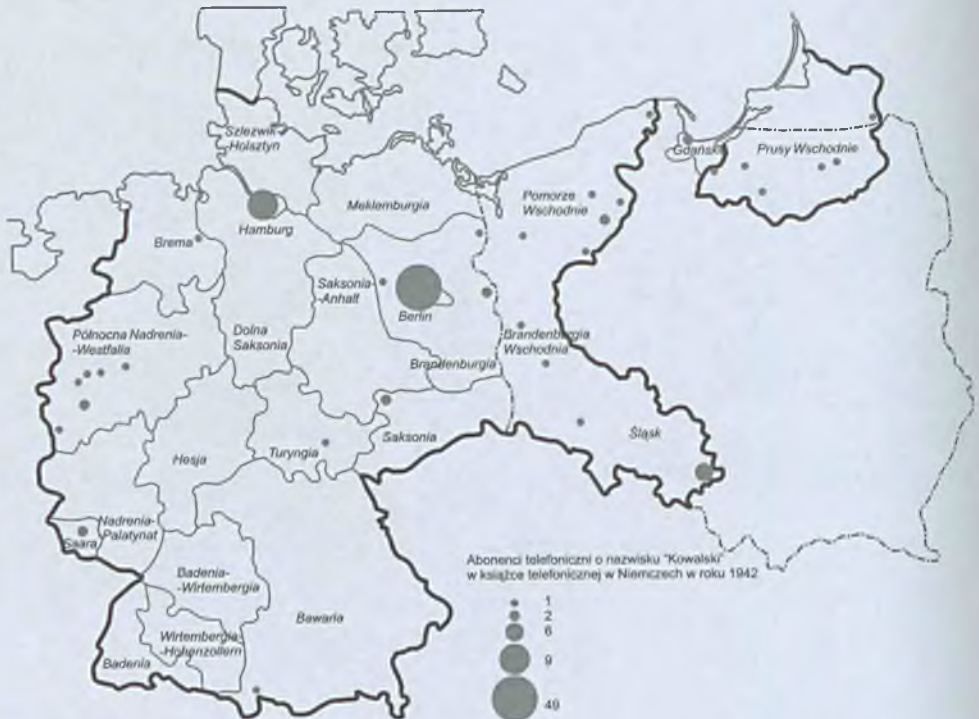 Szlezwik
-Holsztyn
Gdańsk
Prusy Wschodnie
Meklemburgia
Pomorze
Wschodnie
Hamburg
Brema
Saksonia-
-Anhalt
Berlin
Północna Nadrenia-
-Westfalia
Dolna
Saksonia
Brandenburgia
Wschodnia
Brandenburgia
Hesja
Turyngia
Saksonia
Śląsk
Nadrenia-
-Palatynat
Saara
Badenia-
-Wirtembergia
Bawaria
Wirtembergia
-Hohenzollern
Badenia
Abonenci telefoniczni o nazwisku "Kowalski"
w książce telefonicznej w Niemczech w roku 1942
1
2
6
9
49